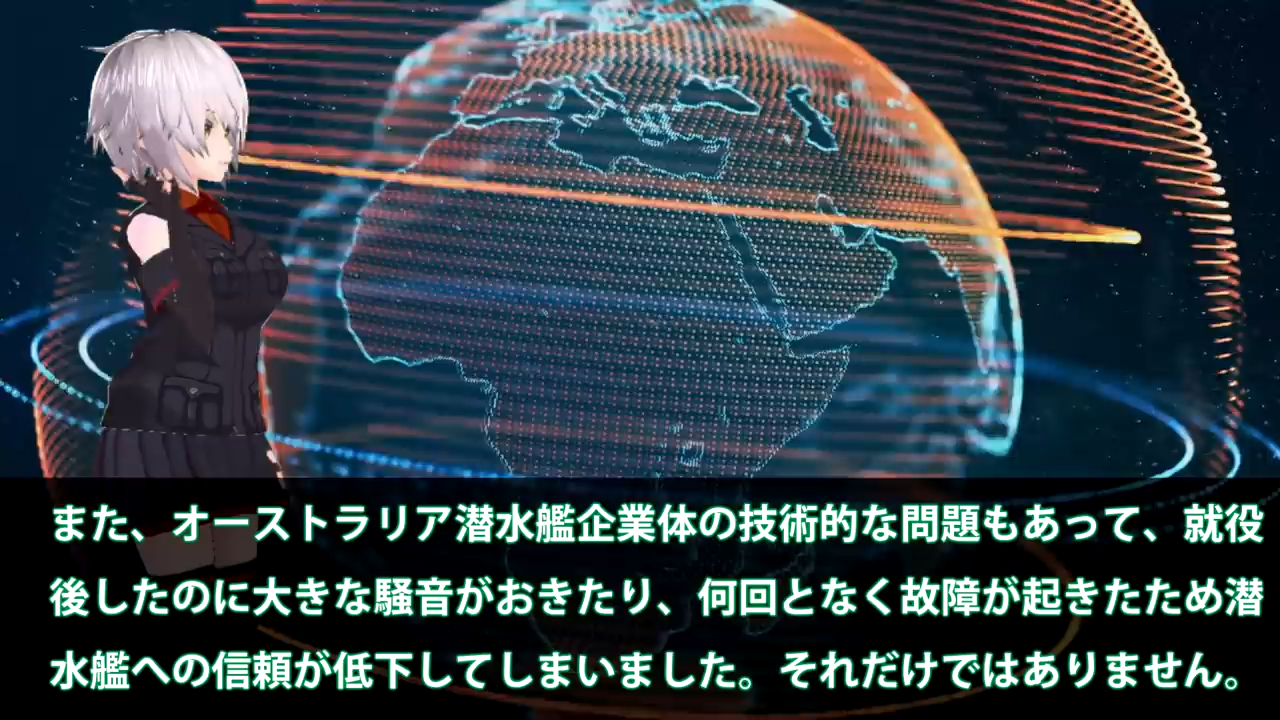 また、オーストラリア潜水艦企業体の技術的な問題もあって、就役
後したのに大きな騒音がおきたり、何回となく故障が起きたため潜
水艦への信頼が低下してしまいました。それだけではありません。